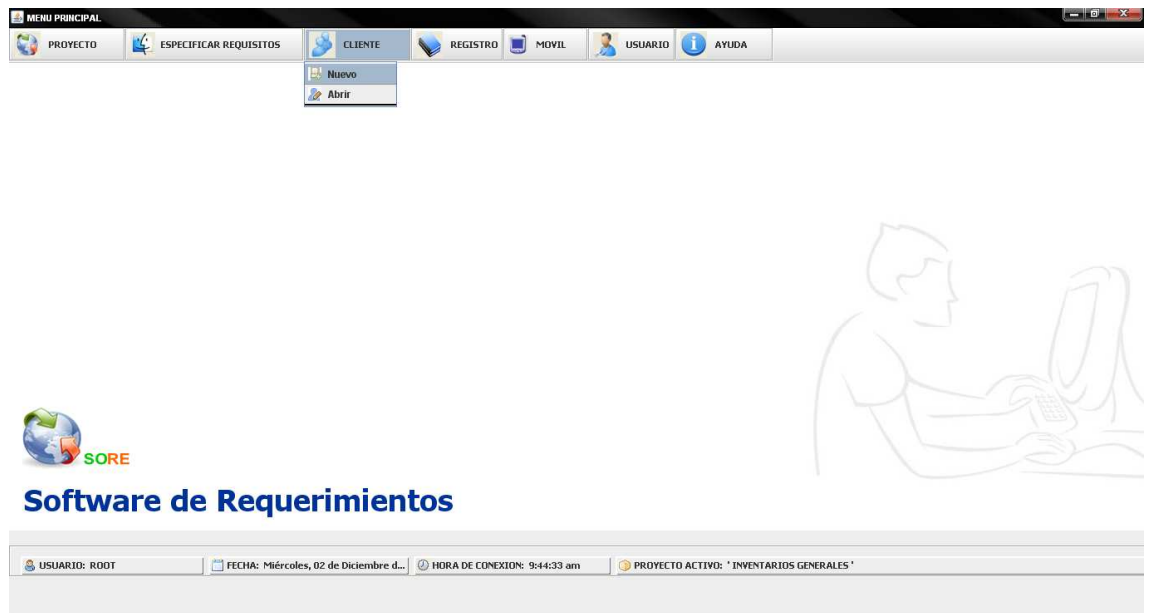 MENU PRINCIPAL
PROYECTO ESPECIFICAR REQUISITOS CLIENTE REGISTRO MOVIL USUARIO AYUDA
Nuevo
Abrir
SORE
Software de Requerimientos
USUARIO: ROOT FECHA: Miércoles, 02 de Diciembre d... HORA DE CONEXION: 9:44:33 am PROYECTO ACTIVO: ' INVENTARIOS GENERALES '